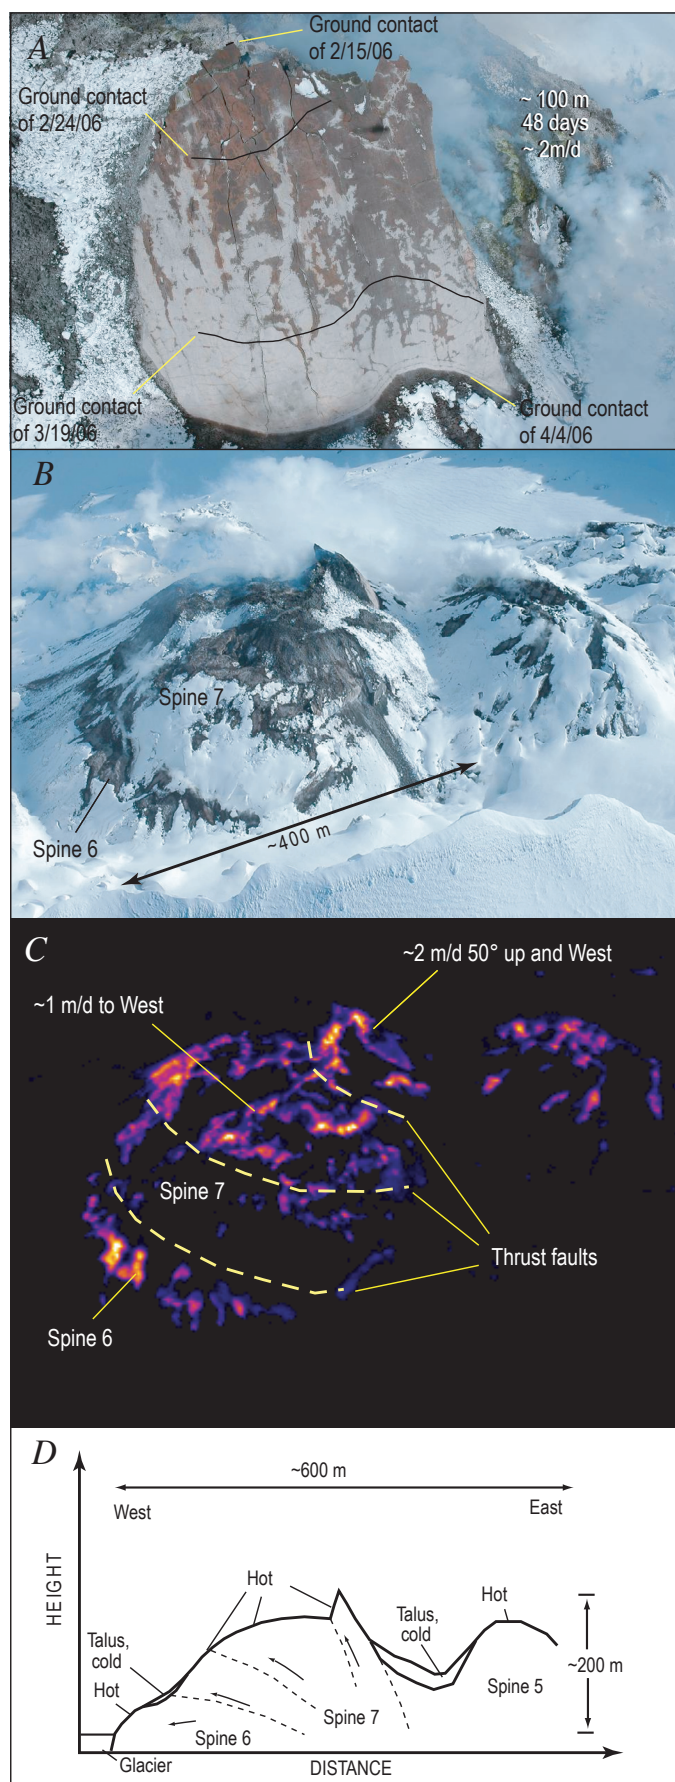 A
Ground contact
of 2/15/06
Ground contact
of 2/24/06
~ 100 m
48 days
~ 2m/d
Ground contact
of 3/19/06
Ground contact
of 4/4/06
B
Spine 7
Spine 6
~400 m
C
~2 m/d 50° up and West
~1 m/d to West
Spine 7
Thrust faults
Spine 6
D
~600 m
West
East
HEIGHT
Hot
Hot
Talus,
cold
Talus,
cold
Hot
~200 m
Spine 5
Spine 7
Spine 6
Glacier
DISTANCE